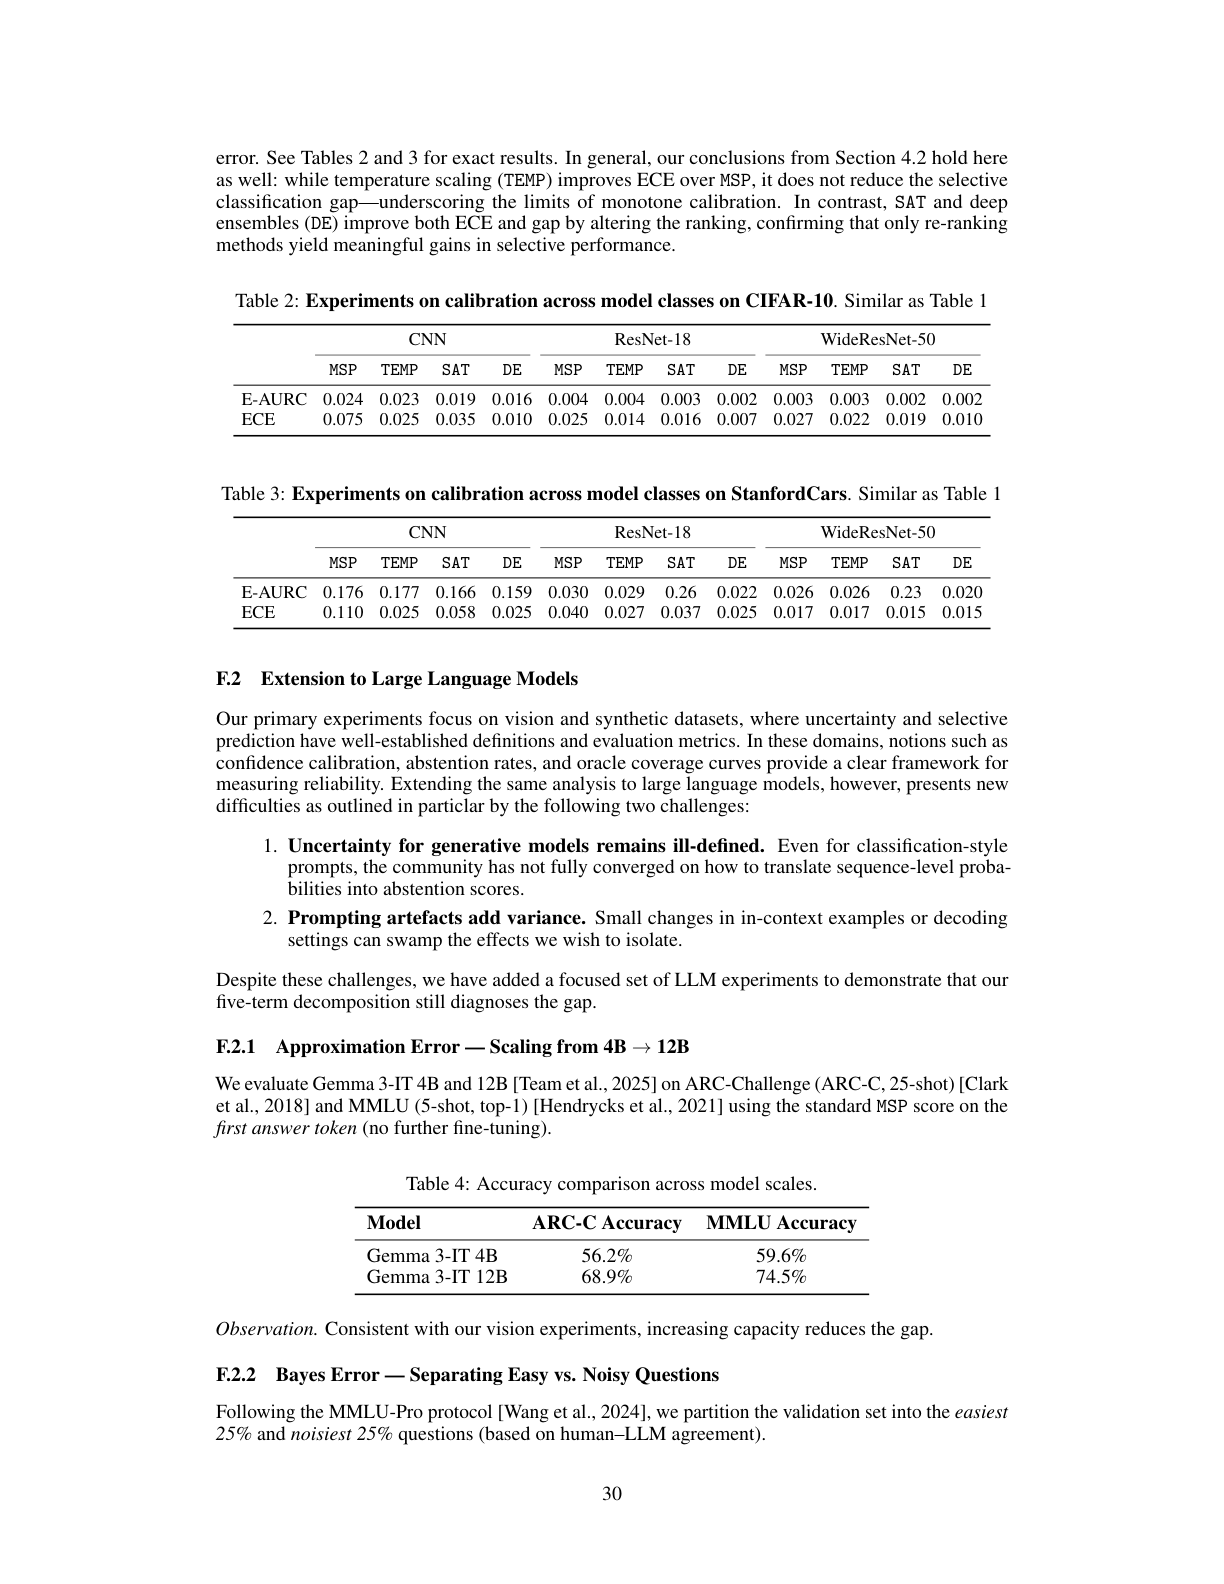 error. See Tables 2 and 3 for exact results. In general, our conclusions from Section 4.2 hold here
as well: while temperature scaling (TEMP) improves ECE over MSP, it does not reduce the selective
classification gap—underscoring the limits of monotone calibration. In contrast, SAT and deep
ensembles (DE) improve both ECE and gap by altering the ranking, confirming that only re-ranking
methods yield meaningful gains in selective performance.
Table 2: Experiments on calibration across model classes on CIFAR-10. Similar as Table 1
CNN ResNet-18 WideResNet-50
MSP TEMP SAT DE MSP TEMP SAT DE MSP TEMP SAT DE
E-AURC 0.024 0.023 0.019 0.016 0.004 0.004 0.003 0.002 0.003 0.003 0.002 0.002
ECE 0.075 0.025 0.035 0.010 0.025 0.014 0.016 0.007 0.027 0.022 0.019 0.010
Table 3: Experiments on calibration across model classes on StanfordCars. Similar as Table 1
CNN ResNet-18 WideResNet-50
MSP TEMP SAT DE MSP TEMP SAT DE MSP TEMP SAT DE
E-AURC 0.176 0.177 0.166 0.159 0.030 0.029 0.26 0.022 0.026 0.026 0.23 0.020
ECE 0.110 0.025 0.058 0.025 0.040 0.027 0.037 0.025 0.017 0.017 0.015 0.015
F.2 Extension to Large Language Models
Our primary experiments focus on vision and synthetic datasets, where uncertainty and selective
prediction have well-established definitions and evaluation metrics. In these domains, notions such as
confidence calibration, abstention rates, and oracle coverage curves provide a clear framework for
measuring reliability. Extending the same analysis to large language models, however, presents new
difficulties as outlined in particlar by the following two challenges:
1. Uncertainty for generative models remains ill-defined. Even for classification-style
prompts, the community has not fully converged on how to translate sequence-level proba-
bilities into abstention scores.
2. Prompting artefacts add variance. Small changes in in-context examples or decoding
settings can swamp the effects we wish to isolate.
Despite these challenges, we have added a focused set of LLM experiments to demonstrate that our
five-term decomposition still diagnoses the gap.
F.2.1 Approximation Error — Scaling from 4B → 12B
We evaluate Gemma 3-IT 4B and 12B [Team et al., 2025] on ARC-Challenge (ARC-C, 25-shot) [Clark
et al., 2018] and MMLU (5-shot, top-1) [Hendrycks et al., 2021] using the standard MSP score on the
first answer token (no further fine-tuning).
Table 4: Accuracy comparison across model scales.
Model ARC-C Accuracy MMLU Accuracy
Gemma 3-IT 4B 56.2% 59.6%
Gemma 3-IT 12B 68.9% 74.5%
Observation. Consistent with our vision experiments, increasing capacity reduces the gap.
F.2.2 Bayes Error — Separating Easy vs. Noisy Questions
Following the MMLU-Pro protocol [Wang et al., 2024], we partition the validation set into the easiest
25% and noisiest 25% questions (based on human–LLM agreement).
30